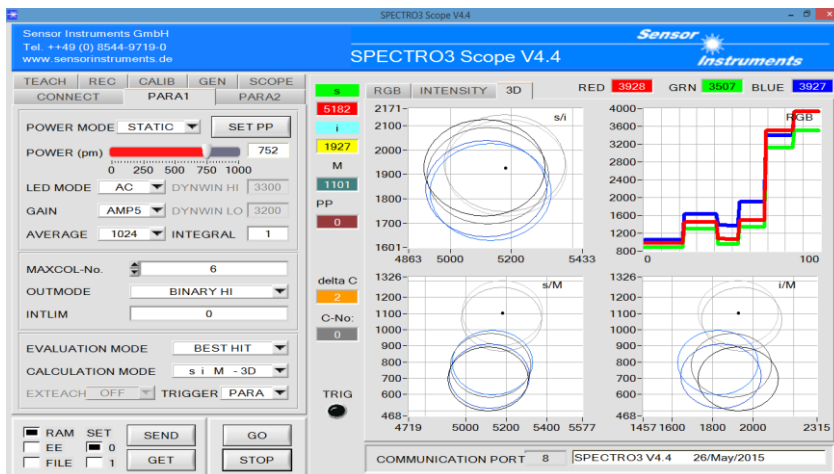 SPECTRO3 Scope V4.4
Sensor Instruments GmbH
Tel. ++49 (0) 8544-9719-0
www.sensorinstruments.de
SPECTRO3 Scope V4.4
Sensor
Instruments
TEACH REC CALIB GEN SCOPE
CONNECT PARA1 PARA2
POWER MODE STATIC SET PP
POWER (pm) 752
0 250 500 750 1000
LED MODE AC DYNWIN HI 3300
GAIN AMP5 DYNWIN LO 3200
AVERAGE 1024 INTEGRAL 1
MAXCOL-No. 6
OUTMODE BINARY HI
INTLIM 0
EVALUATION MODE BEST HIT
CALCULATION MODE s i M - 3D
EXTEACH OFF TRIGGER PARA
RAM SET SEND GO
EE 0
FILE 1 GET STOP
s
5182
i
1927
M
1101
PP
0
delta C
2
C-No:
0
TRIG
RGB INTENSITY 3D RED 3928 GRN 3507 BLUE 3927
s/i
2171
2100
2000
1900
1800
1700
1601
4863 5000 5200 5433
RGB
4000
3600
3200
2800
2400
2000
1600
1200
800
0 100
s/M
1326
1200
1100
1000
900
800
700
600
468
4719 5000 5200 5400 5577
i/M
1326
1200
1100
1000
900
800
700
600
468
1457 1600 1800 2000 2315
COMMUNICATION PORT 8 SPECTRO3 V4.4 26/May/2015